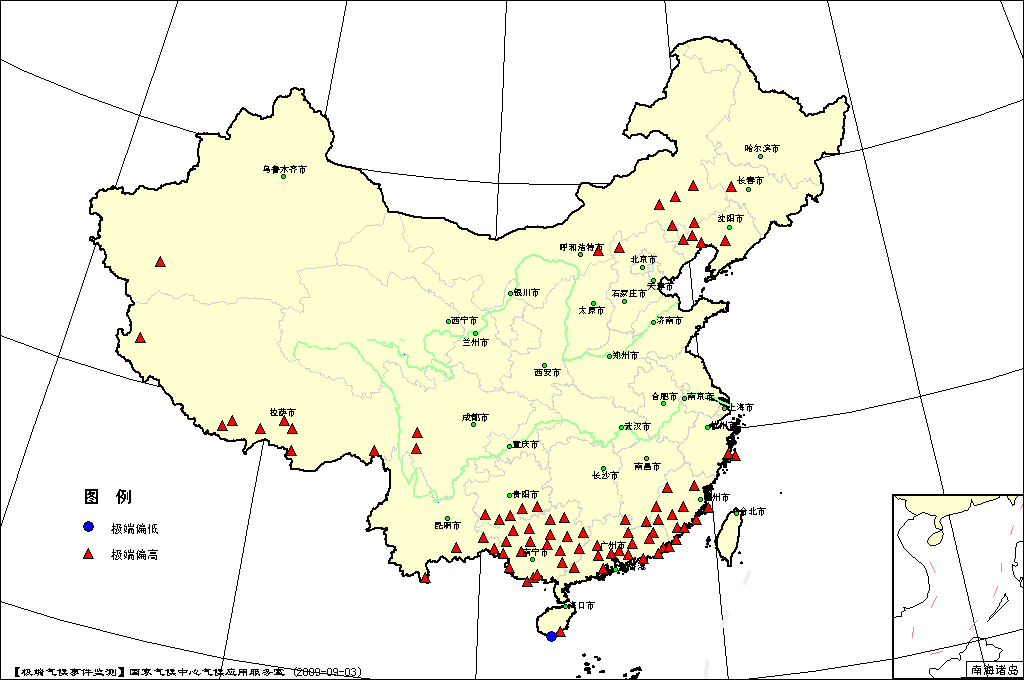 哈尔滨市
乌鲁木齐市
长春市
沈阳市
呼和浩特市
北京市
天津市
银川市
石家庄市
太原市
西宁市
济南市
兰州市
郑州市
西安市
合肥市
南京市
上海市
拉萨市
成都市
武汉市
杭州市
重庆市
南昌市
长沙市
贵阳市
福州市
台北市
昆明市
广州市
南宁市
香港
海口市
图 例
极端偏低
极端偏高
南海诸岛
【极端气候事件监测】国家气候中心气候应用服务室 (2009-09-03)